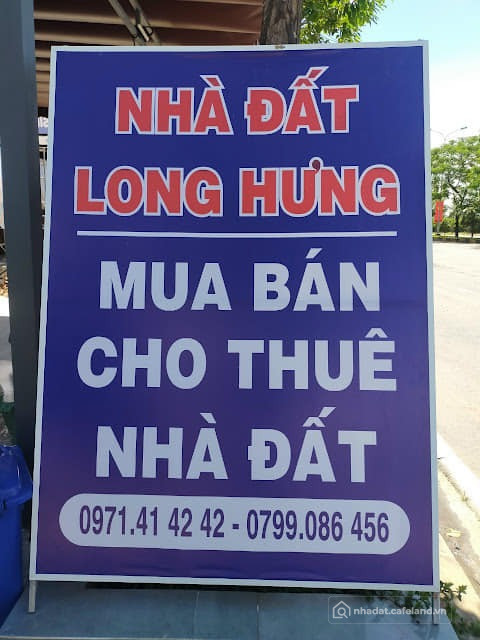 NHÀ ĐẤT
LONG HƯNG
MUA BÁN
CHO THUÊ
NHÀ ĐẤT
0971.41 42 42 - 0799.086 456
nhadat.cafeland.vn